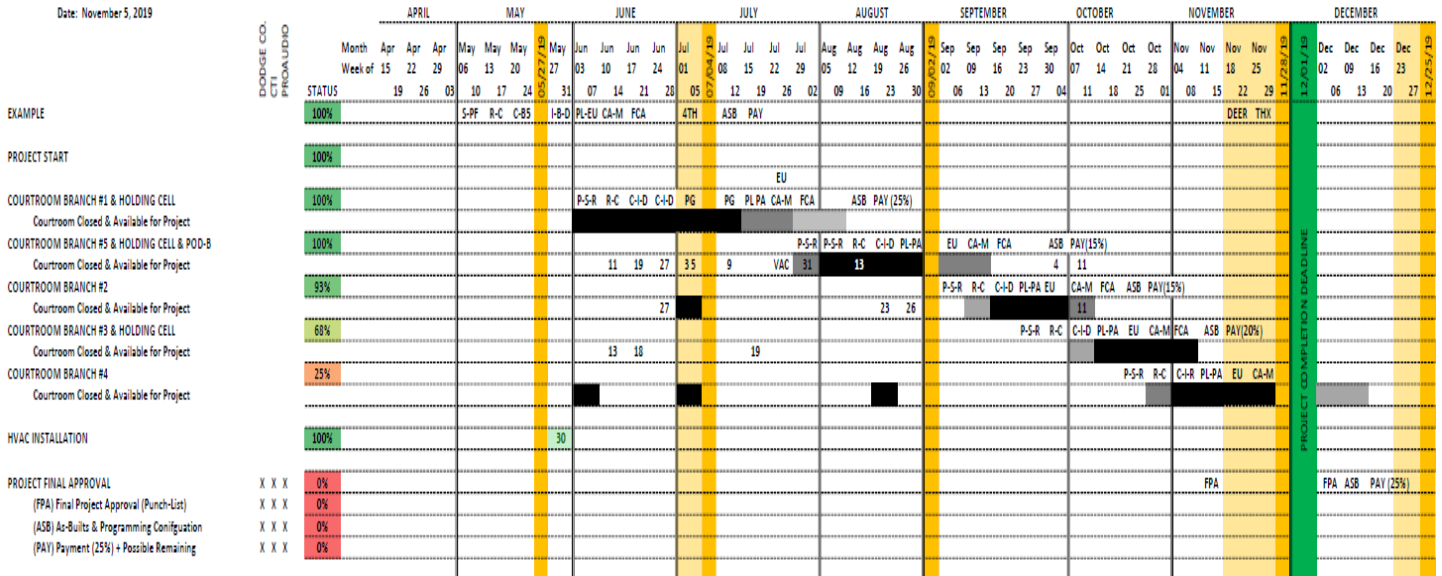 Date: November 5, 2019 APRIL MAY JUNE JULY AUGUST SEPTEMBER OCTOBER NOVEMBER DECEMBER
DODGE CO.
CTI
PROAUDIO
05/27/19
07/04/19
09/02/19
11/28/19
12/01/19
12/25/19
PROJECT COMPLETION DEADLINE
Month Apr Apr Apr May May May May Jun Jun Jun Jun Jul Jul Jul Jul Jul Aug Aug Aug Aug Sep Sep Sep Sep Sep Oct Oct Oct Oct Nov Nov Nov Nov Dec Dec Dec Dec
Week of 15 22 29 06 13 20 27 03 10 17 24 01 08 15 22 29 05 12 19 26 02 09 16 23 30 07 14 21 28 04 11 18 25 02 09 16 23
STATUS 19 26 03 10 17 24 31 07 14 21 28 05 12 19 26 02 09 16 23 30 06 13 20 27 04 11 18 25 01 08 15 22 29 06 13 20 27
EXAMPLE 100% S-PF R-C C-B5 I-B-D PL-EU CA-M FCA 4TH ASB PAY DEER THX
PROJECT START 100%
EU
COURTROOM BRANCH #1 & HOLDING CELL 100% P-S-R R-C C-I-D C-I-D PG PG PL PA CA-M FCA ASB PAY (25%)
Courtroom Closed & Available for Project
COURTROOM BRANCH #5 & HOLDING CELL & POD-B 100% P-S-R P-S-R R-C C-I-D PL-PA EU CA-M FCA ASB PAY(15%)
Courtroom Closed & Available for Project 11 19 27 3 5 9 VAC 31 13 4 11
COURTROOM BRANCH #2 93% P-S-R R-C C-I-D PL-PA EU CA-M FCA ASB PAY(15%)
Courtroom Closed & Available for Project 27 23 26 11
COURTROOM BRANCH #3 & HOLDING CELL 68% P-S-R R-C C-I-D PL-PA EU CA-M FCA ASB PAY(20%)
Courtroom Closed & Available for Project 13 18 19
COURTROOM BRANCH #4 25% P-S-R R-C C-I-R PL-PA EU CA-M
Courtroom Closed & Available for Project
HVAC INSTALLATION 100% 30
PROJECT FINAL APPROVAL X X X 0% FPA FPA ASB PAY (25%)
(FPA) Final Project Approval (Punch-List) X X X 0%
(ASB) As-Builts & Programming Conifguation X X X 0%
(PAY) Payment (25%) + Possible Remaining X X X 0%